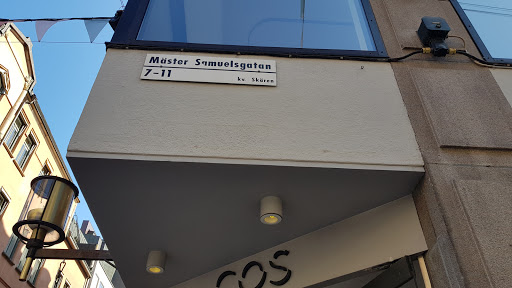 Mäster Samuelsgatan
7-11
kv. Skären
COS